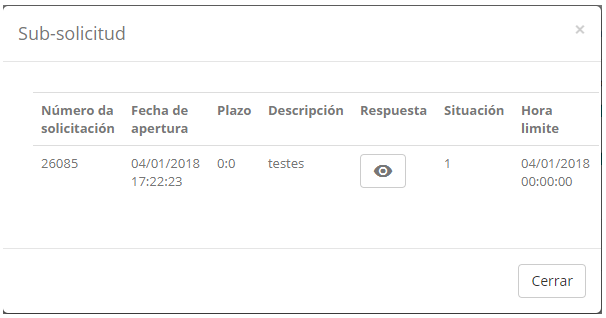 Sub-solicitud ×
Número da solicitación Fecha de apertura Plazo Descripción Respuesta Situación Hora limite
26085 04/01/2018 17:22:23 0:0 testes 1 04/01/2018 00:00:00
Cerrar